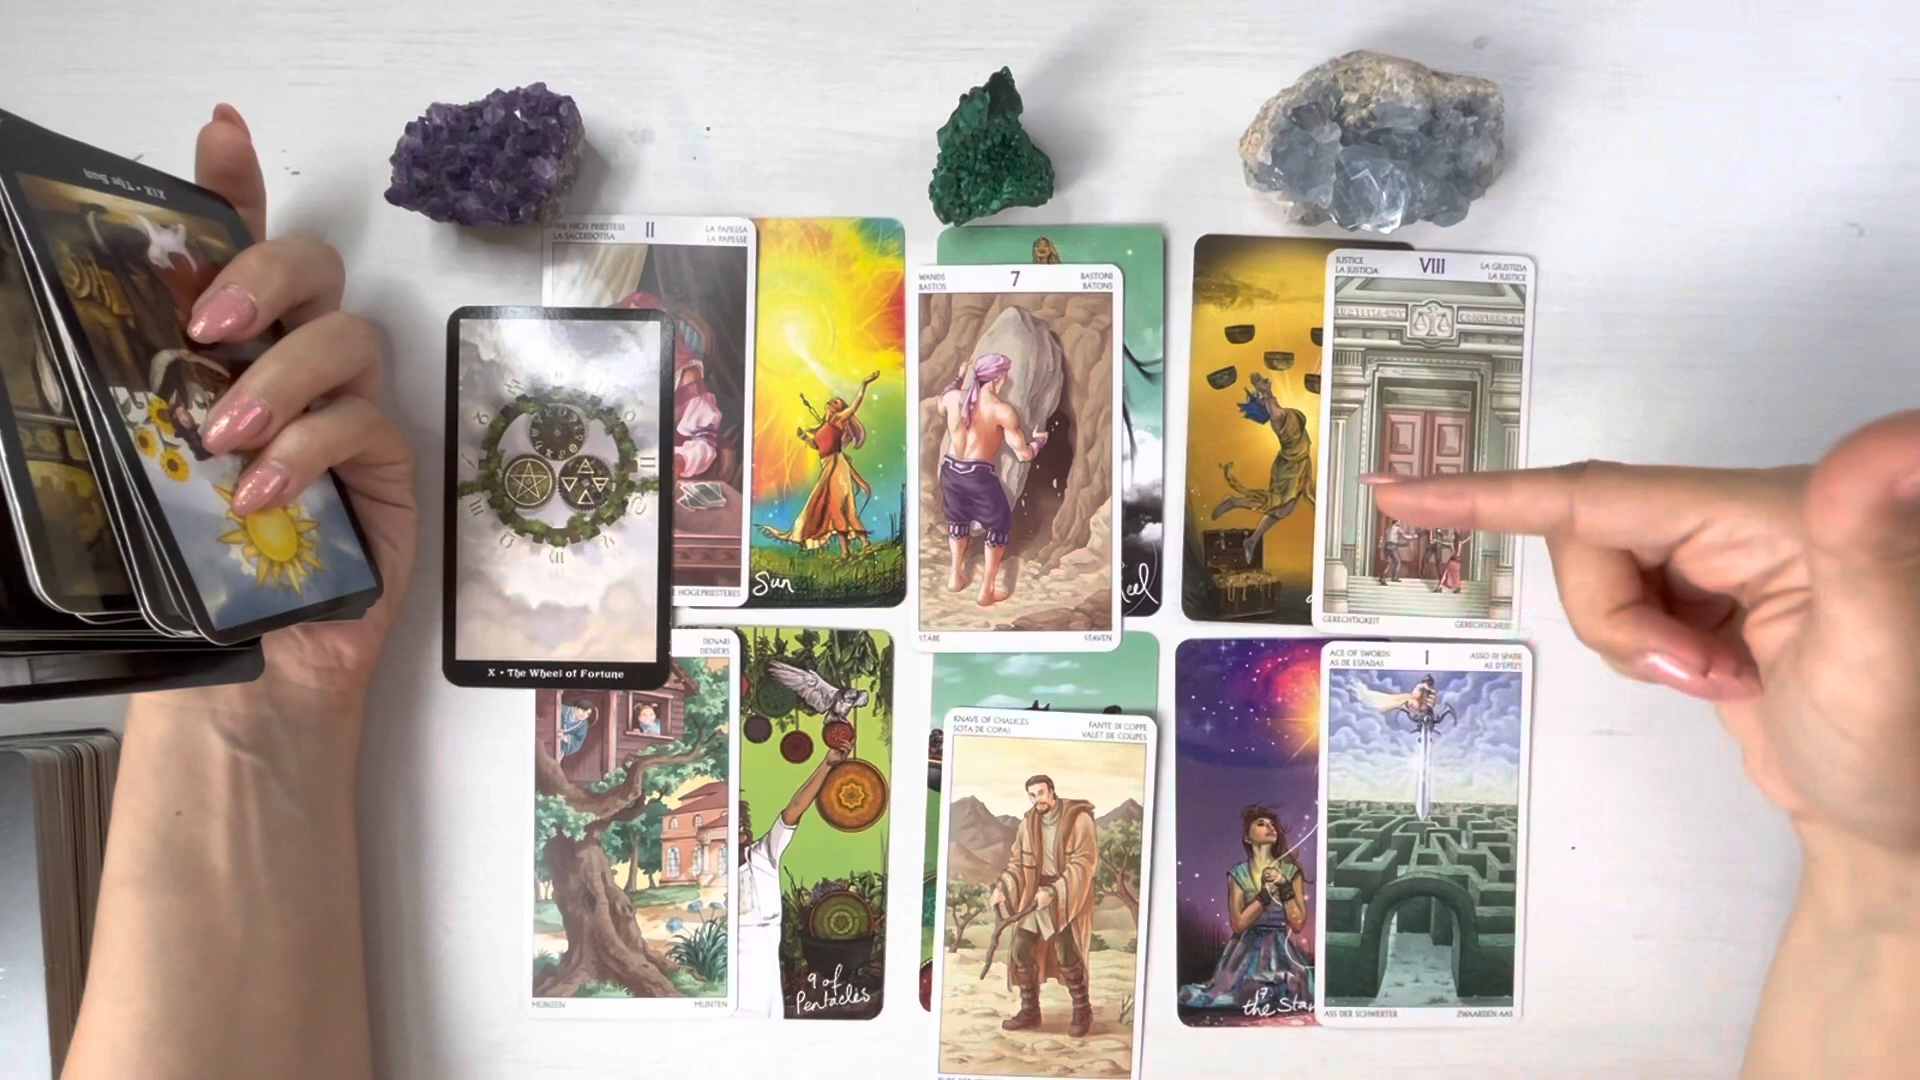 XIX • The Sun
THE HIGH PRIESTESS
LA SACERDOTISA
II
LA PAPESSA
LA PAPESSE
HOGEPRIESTERES
Sun
X • The Wheel of Fortune
WANDS
BASTOS
7
BASTONI
BÂTONS
STÄBE
STAVEN
JUSTICE
LA JUSTICIA
VIII
LA GIUSTIZIA
LA JUSTICE
GERECHTIGKEIT
GERECHTIGHEID
DENARI
DENIERS
MÜNZEN
MUNTEN
9 of
Pentacles
KNAVE OF CHALICES
SOTA DE COPAS
FANTE DI COPPE
VALET DE COUPES
17
the Star
ACE OF SWORDS
AS DE ESPADAS
I
ASSO DI SPADE
AS D'ÉPÉES
ASS DER SCHWERTER
ZWAARDEN AAS